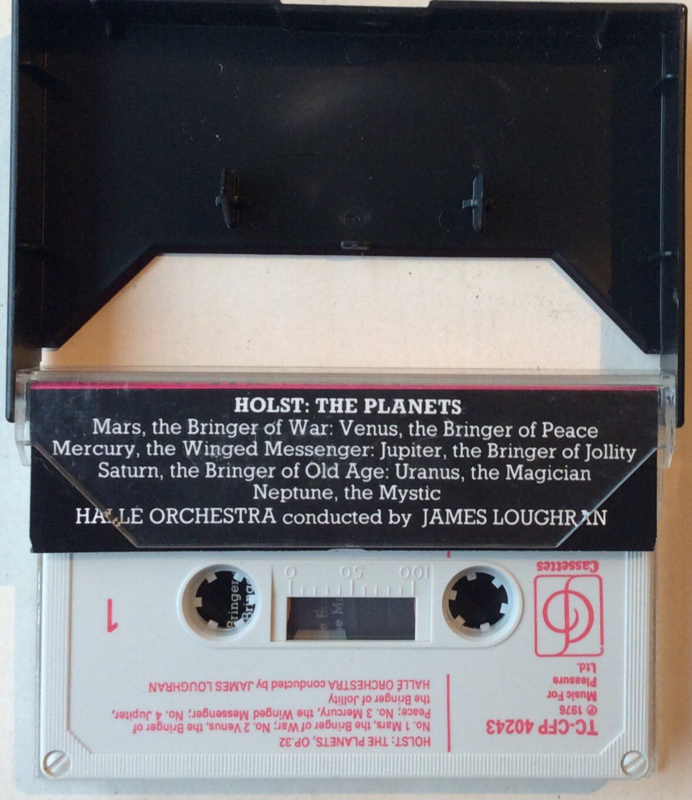 HOLST: THE PLANETS
Mars, the Bringer of War: Venus, the Bringer of Peace
Mercury, the Winged Messenger: Jupiter, the Bringer of Jollity
Saturn, the Bringer of Old Age: Uranus, the Magician
Neptune, the Mystic
HALLE ORCHESTRA conducted by JAMES LOUGHRAN
HOLST: THE PLANETS, OP.32
No. 1 Mars, the Bringer of War; No. 2 Venus, the Bringer of
Peace; No. 3 Mercury, the Winged Messenger; No. 4 Jupiter,
the Bringer of Jollity
HALLÉ ORCHESTRA conducted by JAMES LOUGHRAN
TC-CFP 40243
℗ 1976
Music For
Pleasure
Ltd.
Cassettes
1
100 50 0
Bringer
Bring